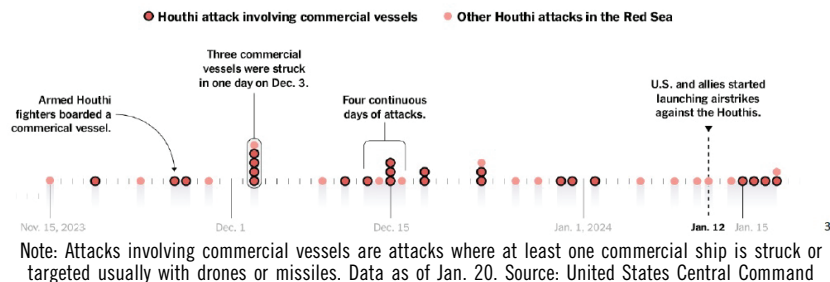 Houthi attack involving commercial vessels
Other Houthi attacks in the Red Sea
Three commercial
vessels were struck
in one day on Dec. 3.
Armed Houthi
fighters boarded a
commerical vessel.
Four continuous
days of attacks.
U.S. and allies started
launching airstrikes
against the Houthis.
Nov. 15, 2023
Dec. 1
Dec. 15
Jan. 1, 2024
Jan. 12
Jan. 15
3
Note: Attacks involving commercial vessels are attacks where at least one commercial ship is struck or
targeted usually with drones or missiles. Data as of Jan. 20. Source: United States Central Command